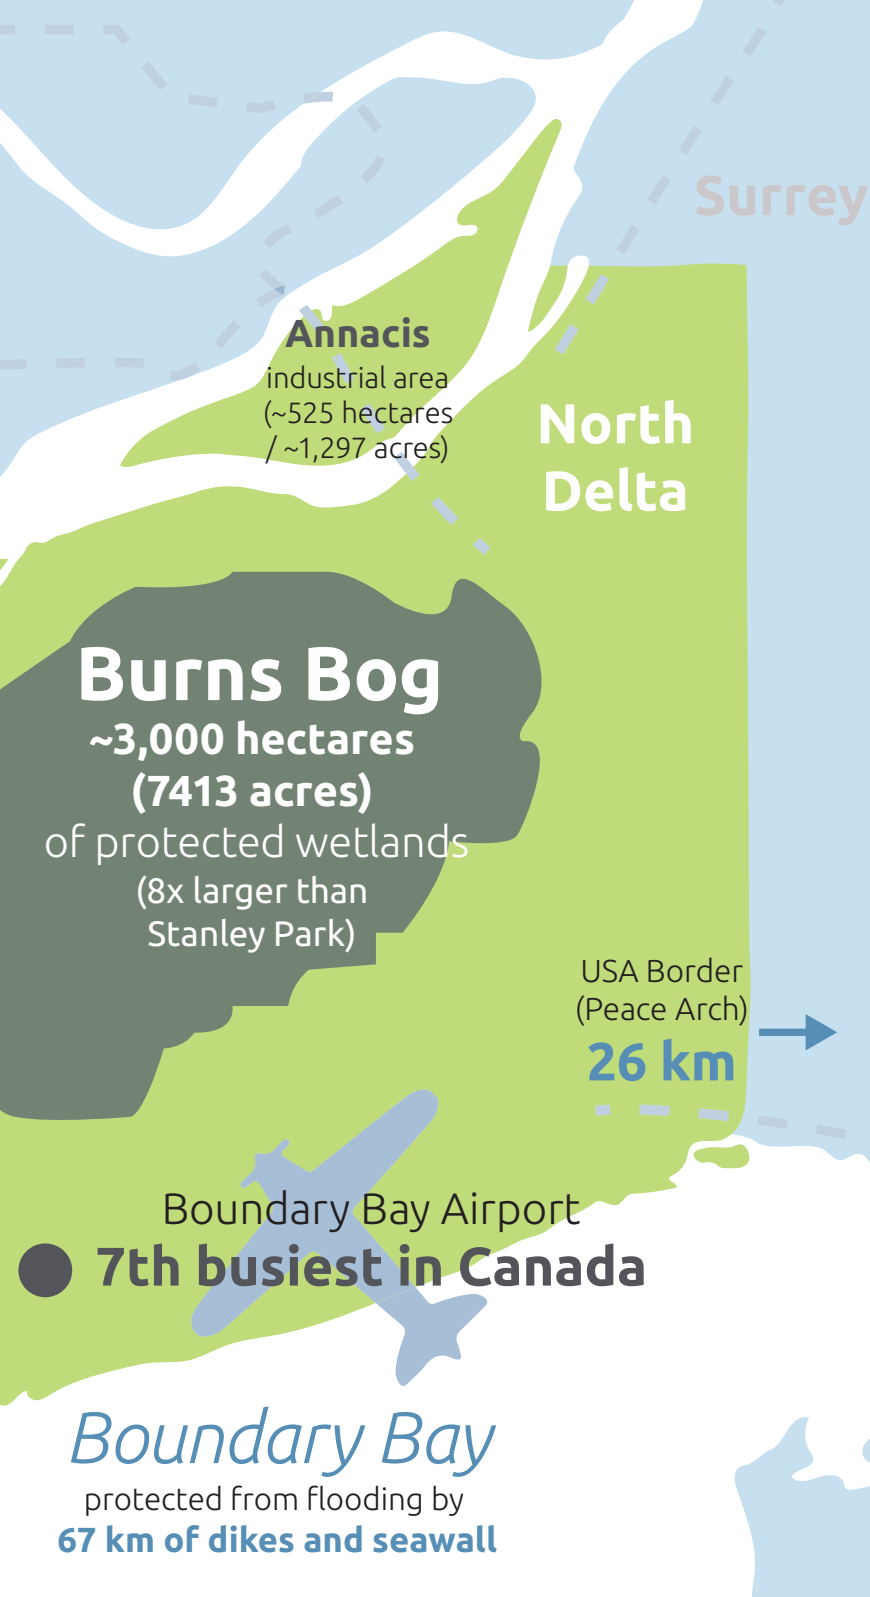 Surrey
Annacis
industrial area
(~525 hectares
/ ~1,297 acres)
North
Delta
Burns Bog
~3,000 hectares
(7413 acres)
of protected wetlands
(8x larger than
Stanley Park)
USA Border
(Peace Arch)
26 km
Boundary Bay Airport
7th busiest in Canada
Boundary Bay
protected from flooding by
67 km of dikes and seawall